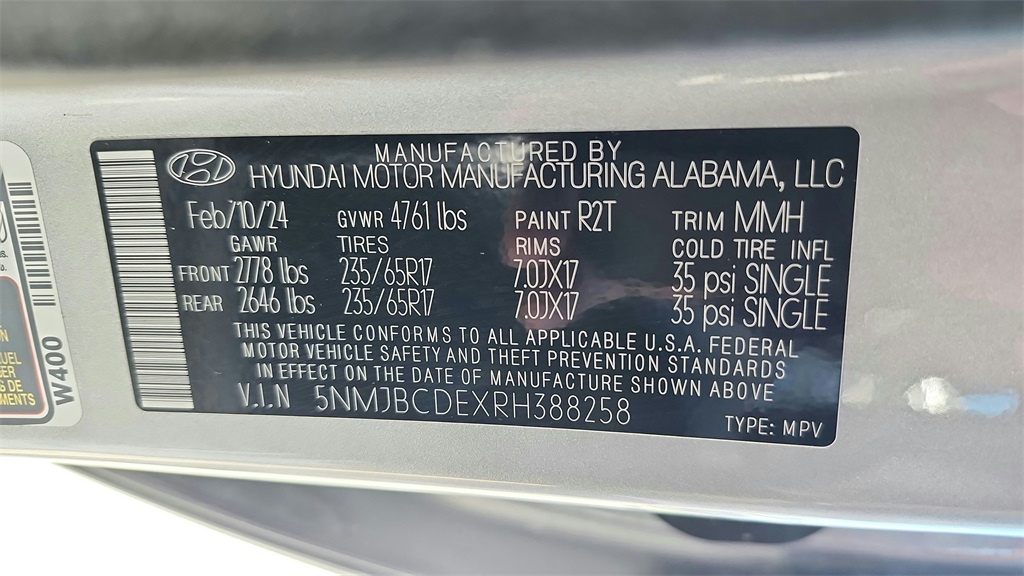 MANUFACTURED BY
HYUNDAI MOTOR MANUFACTURING ALABAMA, LLC
Feb/10/24 GVWR 4761 lbs PAINT R2T TRIM MMH
GAWR TIRES RIMS COLD TIRE INFL
FRONT 2778 lbs 235/65R17 7.0JX17 35 psi SINGLE
REAR 2646 lbs 235/65R17 7.0JX17 35 psi SINGLE
THIS VEHICLE CONFORMS TO ALL APPLICABLE U.S.A. FEDERAL
MOTOR VEHICLE SAFETY AND THEFT PREVENTION STANDARDS
IN EFFECT ON THE DATE OF MANUFACTURE SHOWN ABOVE
V.I.N 5NMJBCDEXRH388258
TYPE: MPV
W400
S DE